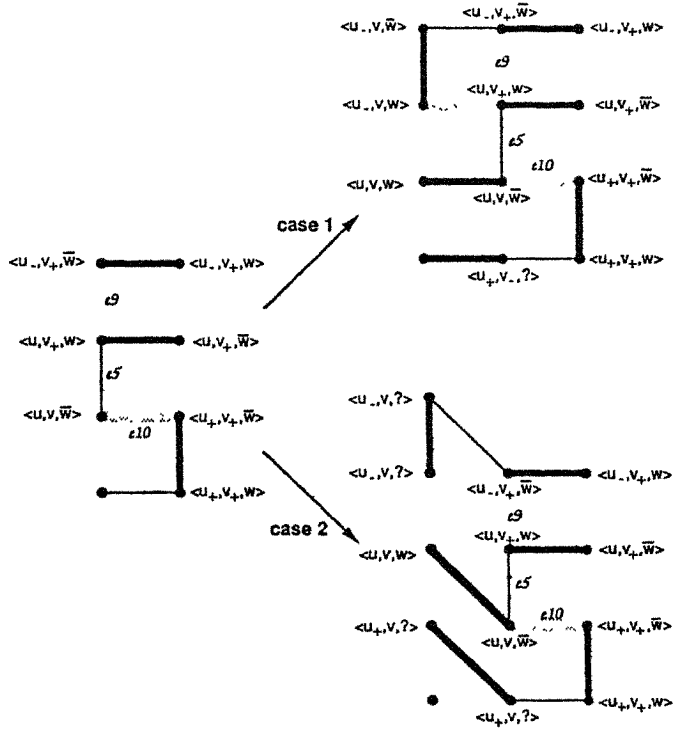 <u₋,v₊,w̅>
<u₋,v,w̅> <u₋,v₊,w>
e9
<u₋,v,w> <u,v₊,w> <u,v₊,w̅>
e5
e10
<u,v,w> <u,v,w̅> <u₊,v₊,w̅>
case 1
<u₊,v₋,?> <u₊,v₊,w>
<u₋,v₊,w̅> <u₋,v₊,w>
e9
<u,v₊,w> <u,v₊,w̅>
e5
<u,v,w̅> <u₊,v₊,w̅>
e10
<u₊,v₊,w>
case 2
<u₋,v,?>
<u₋,v,?> <u₋,v₊,w̅> <u₋,v₊,w>
e9
<u,v,w> <u,v₊,w> <u,v₊,w̅>
e5
e10
<u₊,v,?> <u,v,w̅> <u₊,v₊,w̅>
<u₊,v,?> <u₊,v₊,w>